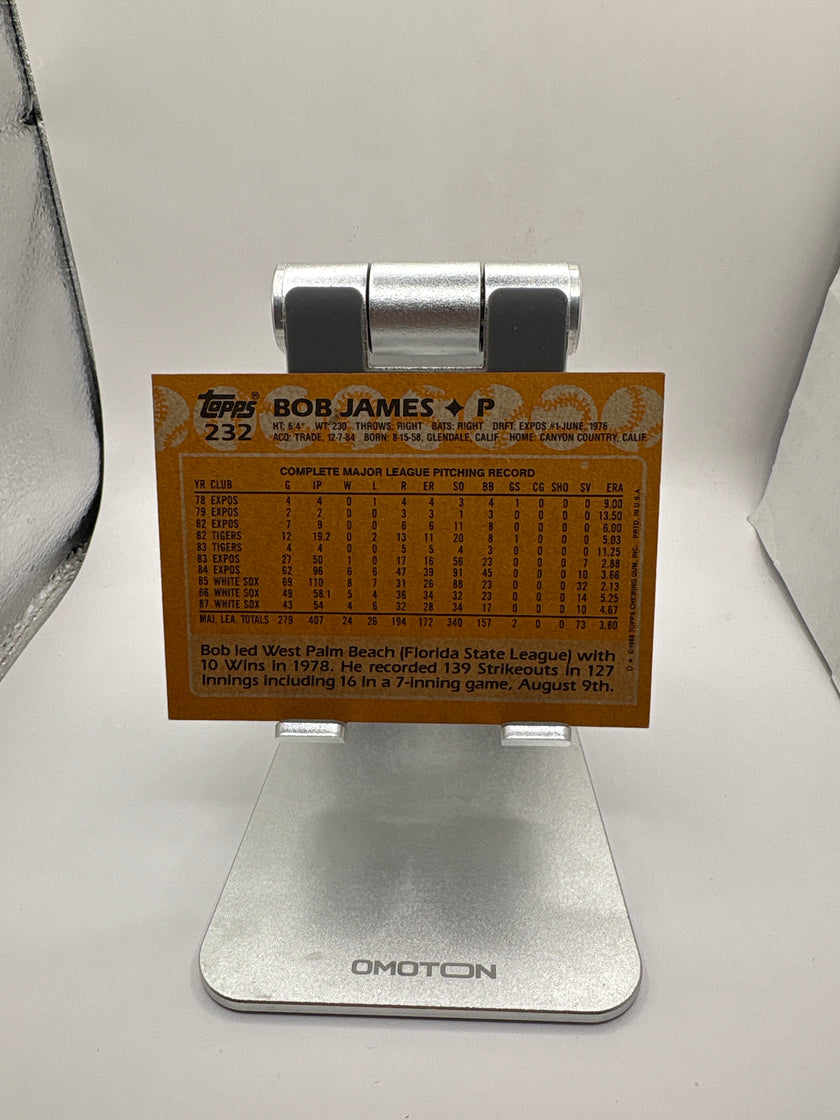 topps® BOB JAMES ✦ P
232 HT: 6'4" WT: 230 THROWS: RIGHT BATS: RIGHT DRFT: EXPOS #1-JUNE, 1976
ACQ: TRADE, 12-7-84 BORN: 8-15-58, GLENDALE, CALIF. HOME: CANYON COUNTRY, CALIF.
COMPLETE MAJOR LEAGUE PITCHING RECORD
YR CLUB G IP W L R ER SO BB GS CG SHO SV ERA
78 EXPOS 4 4 0 1 4 4 3 4 1 0 0 0 9.00
79 EXPOS 2 2 0 0 3 3 1 3 0 0 0 0 13.50
82 EXPOS 7 9 0 0 6 6 11 8 0 0 0 0 6.00
82 TIGERS 12 19.2 0 2 13 11 20 8 1 0 0 0 5.03
83 TIGERS 4 4 0 0 5 5 4 3 0 0 0 0 11.25
83 EXPOS 27 50 1 0 17 16 56 23 0 0 0 7 2.88
84 EXPOS 62 96 6 6 47 39 91 45 0 0 0 10 3.66
85 WHITE SOX 69 110 8 7 31 26 88 23 0 0 0 32 2.13
86 WHITE SOX 49 58.1 5 4 36 34 32 23 0 0 0 14 5.25
87 WHITE SOX 43 54 4 6 32 28 34 17 0 0 0 10 4.67
MAJ. LEA. TOTALS 279 407 24 26 194 172 340 157 2 0 0 73 3.80
Bob led West Palm Beach (Florida State League) with
10 Wins in 1978. He recorded 139 Strikeouts in 127
Innings including 16 in a 7-inning game, August 9th.
D* ©1988 TOPPS CHEWING GUM, INC. PRTD. IN U.S.A.
OMOTON